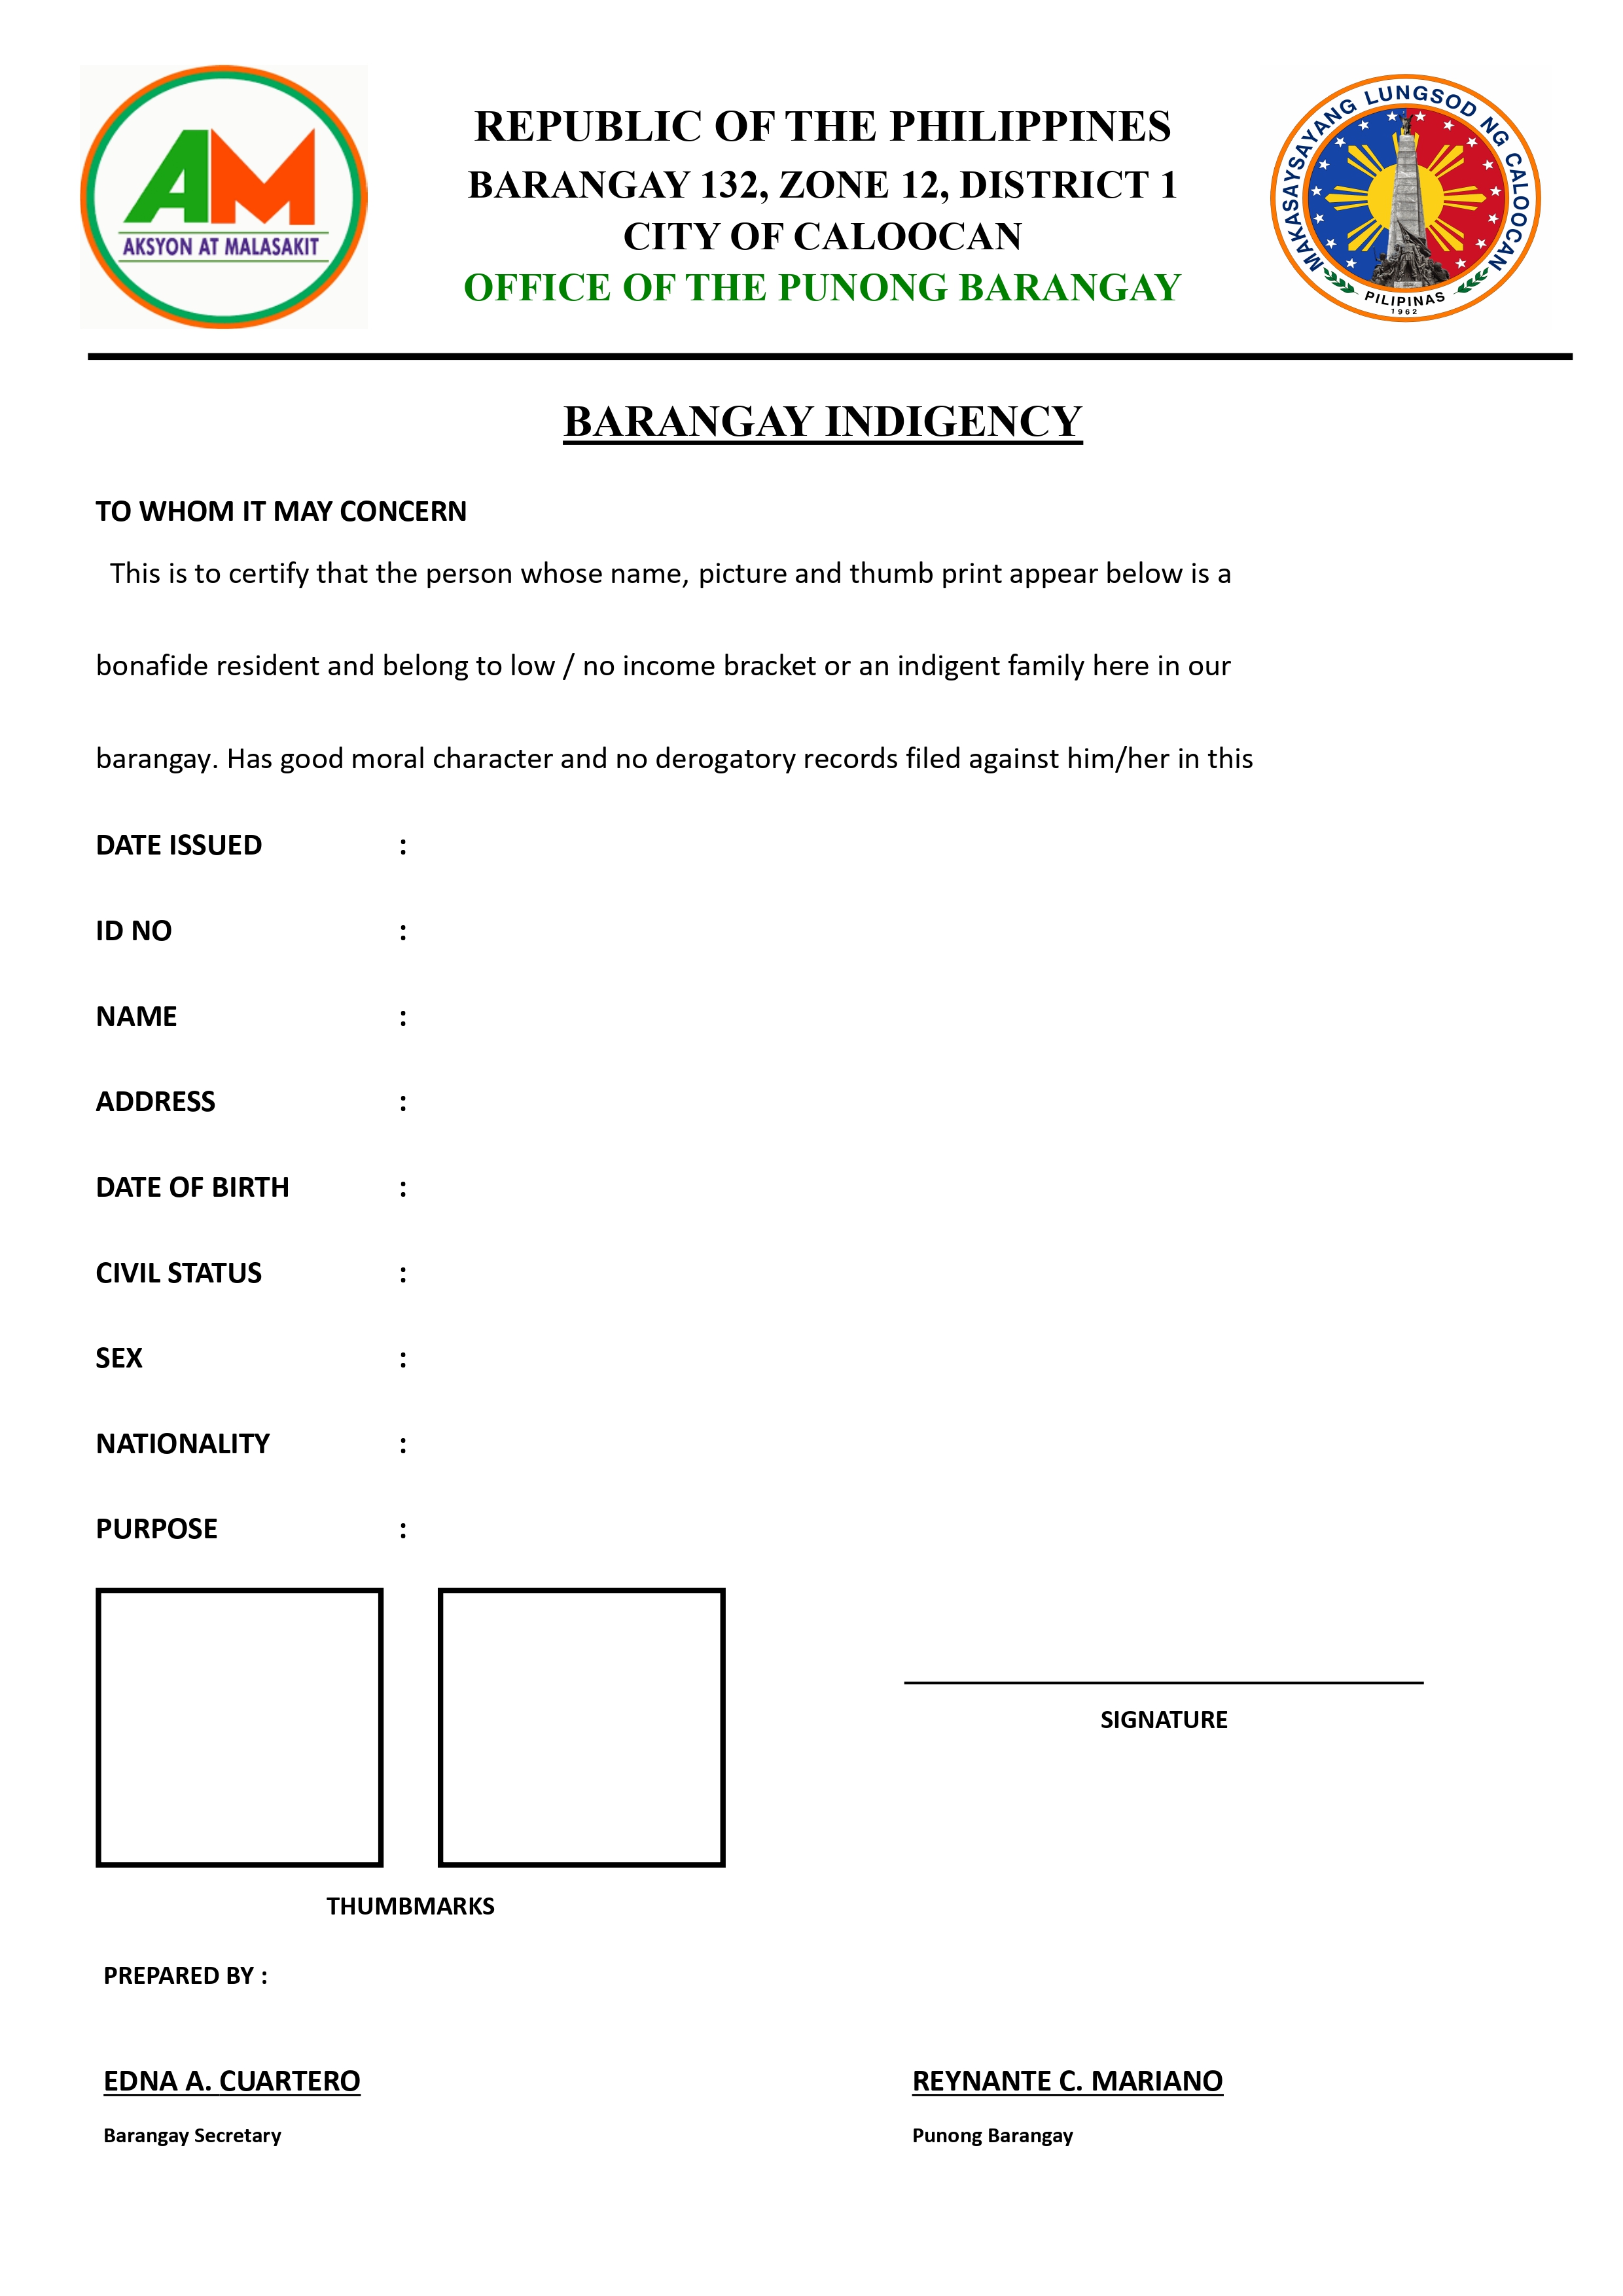 AM
AKSYON AT MALASAKIT
REPUBLIC OF THE PHILIPPINES
BARANGAY 132, ZONE 12, DISTRICT 1
CITY OF CALOOCAN
OFFICE OF THE PUNONG BARANGAY
MAKASAYSAYANG LUNGSOD NG CALOOCAN
PILIPINAS
1962
BARANGAY INDIGENCY
TO WHOM IT MAY CONCERN
This is to certify that the person whose name, picture and thumb print appear below is a
bonafide resident and belong to low / no income bracket or an indigent family here in our
barangay. Has good moral character and no derogatory records filed against him/her in this
DATE ISSUED :
ID NO :
NAME :
ADDRESS :
DATE OF BIRTH :
CIVIL STATUS :
SEX :
NATIONALITY :
PURPOSE :
SIGNATURE
THUMBMARKS
PREPARED BY :
EDNA A. CUARTERO REYNANTE C. MARIANO
Barangay Secretary Punong Barangay